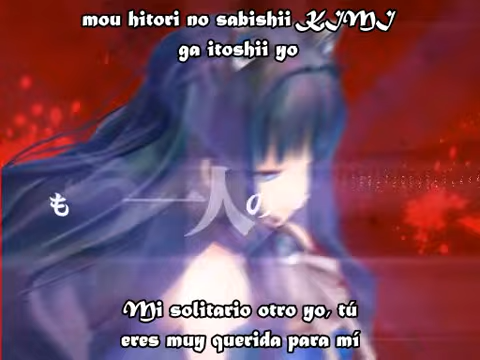 mou hitori no sabishii KIMI
ga itoshii yo
も 一人の
Mi solitario otro yo, tú
eres muy querida para mí